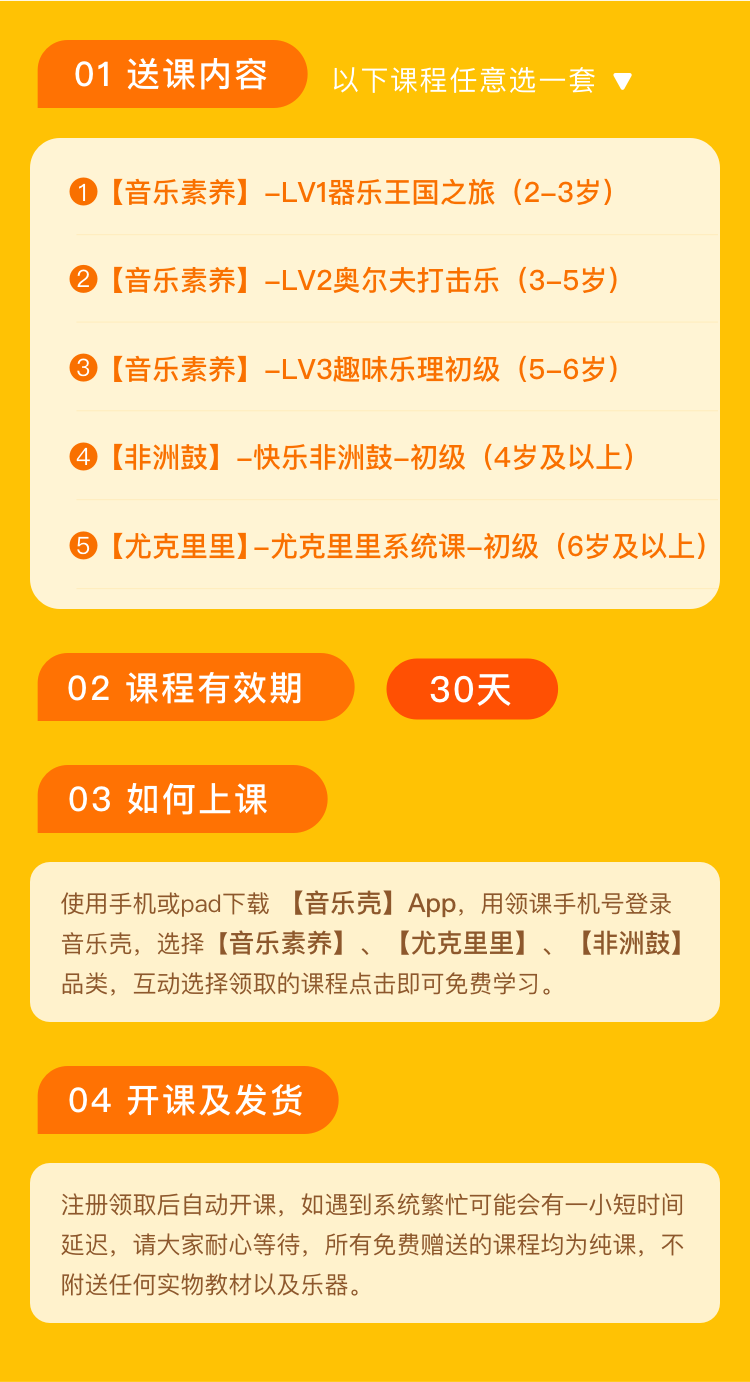 01 送课内容
以下课程任意选一套 ▼
❶【音乐素养】-LV1器乐王国之旅（2-3岁）
❷【音乐素养】-LV2奥尔夫打击乐（3-5岁）
❸【音乐素养】-LV3趣味乐理初级（5-6岁）
❹【非洲鼓】-快乐非洲鼓-初级（4岁及以上）
❺【尤克里里】-尤克里里系统课-初级（6岁及以上）
02 课程有效期
30天
03 如何上课
使用手机或pad下载 【音乐壳】App，用领课手机号登录
音乐壳，选择【音乐素养】、【尤克里里】、【非洲鼓】
品类，互动选择领取的课程点击即可免费学习。
04 开课及发货
注册领取后自动开课，如遇到系统繁忙可能会有一小短时间
延迟，请大家耐心等待，所有免费赠送的课程均为纯课，不
附送任何实物教材以及乐器。